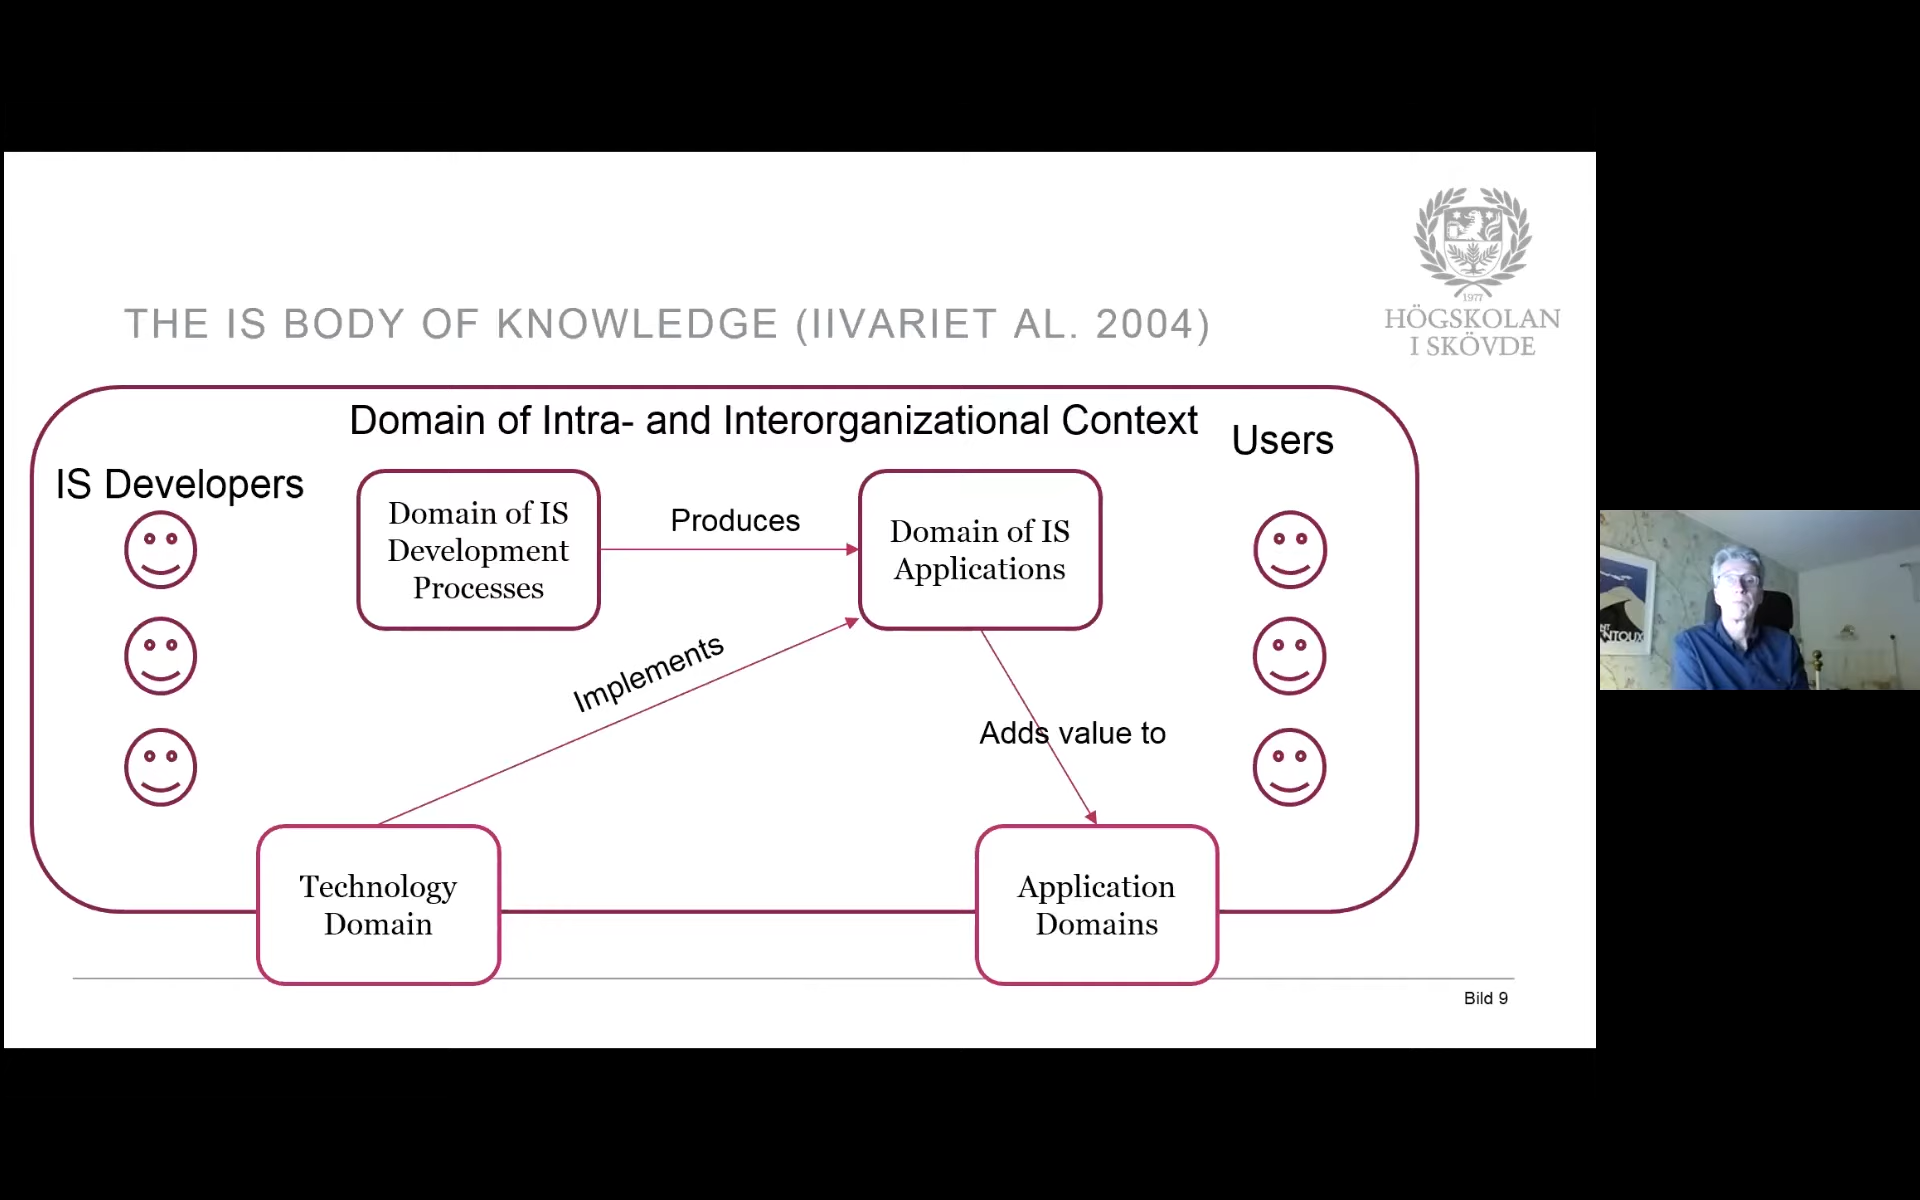 1977
HÖGSKOLAN
I SKÖVDE
THE IS BODY OF KNOWLEDGE (IIVARIET AL. 2004)
Domain of Intra- and Interorganizational Context
Users
IS Developers
Domain of IS
Development
Processes
Produces
Domain of IS
Applications
Implements
Adds value to
Technology
Domain
Application
Domains
Bild 9
NTOUX